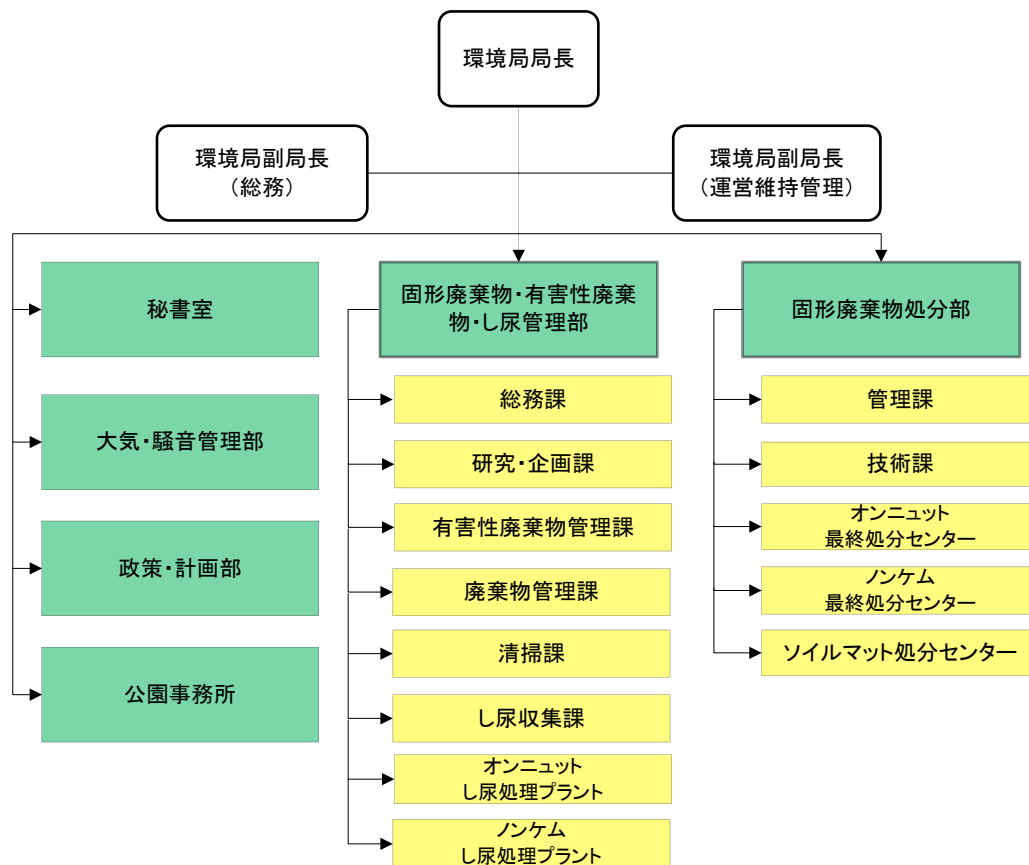 環境局局長
環境局副局長
（総務）
環境局副局長
（運営維持管理）
秘書室
大気・騒音管理部
政策・計画部
公園事務所
固形廃棄物・有害性廃棄
物・し尿管理部
総務課
研究・企画課
有害性廃棄物管理課
廃棄物管理課
清掃課
し尿収集課
オンニュット
し尿処理プラント
ノンケム
し尿処理プラント
固形廃棄物処分部
管理課
技術課
オンニュット
最終処分センター
ノンケム
最終処分センター
ソイルマット処分センター